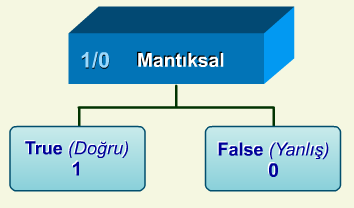 1/0 Mantıksal
True (Doğru)
1
False (Yanlış)
0